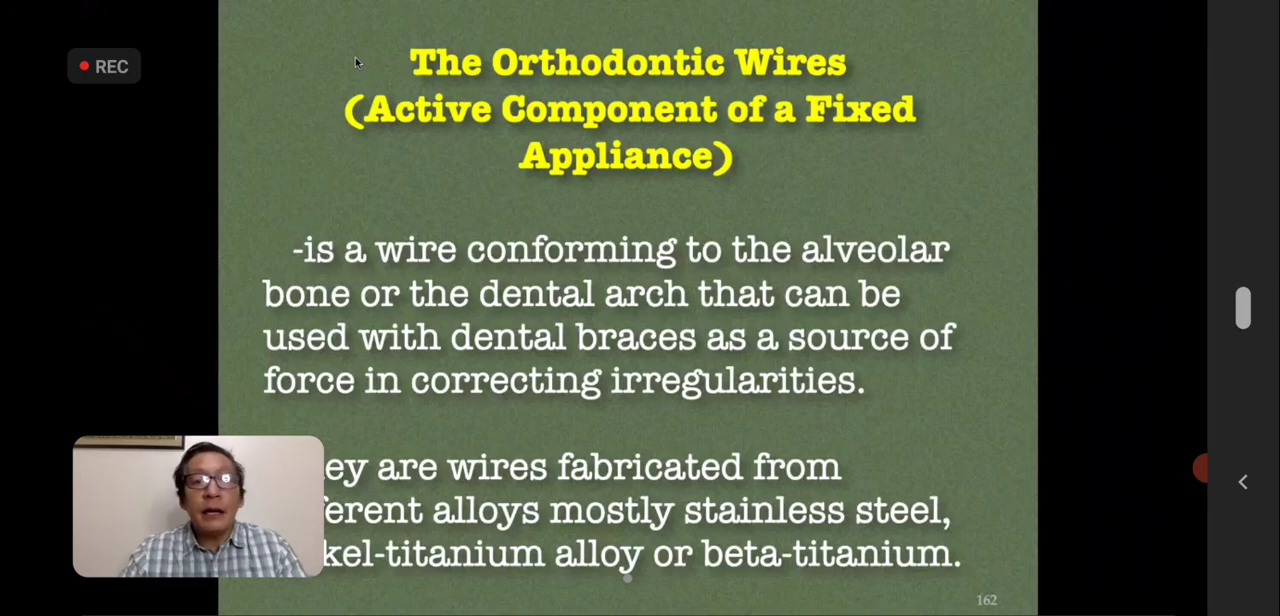 REC
The Orthodontic Wires
(Active Component of a Fixed
Appliance)
-is a wire conforming to the alveolar
bone or the dental arch that can be
used with dental braces as a source of
force in correcting irregularities.
ey are wires fabricated from
ferent alloys mostly stainless steel,
kel-titanium alloy or beta-titanium.
162